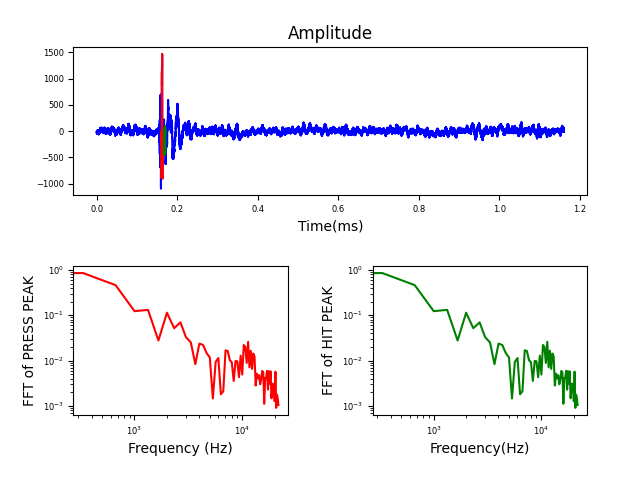 Amplitude
1500
1000
500
0
−500
−1000
0.0 0.2 0.4 0.6 0.8 1.0 1.2
Time(ms)
FFT of PRESS PEAK
10⁰
10⁻¹
10⁻²
10⁻³
10³ 10⁴
Frequency (Hz)
FFT of HIT PEAK
10⁰
10⁻¹
10⁻²
10⁻³
10³ 10⁴
Frequency(Hz)